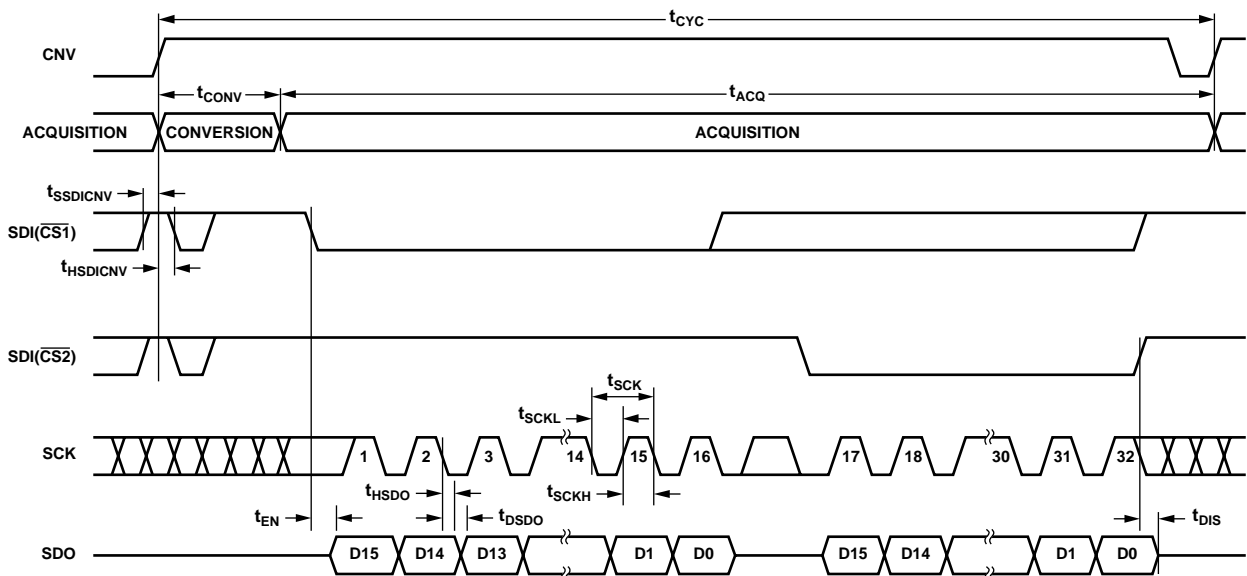 tCYC
CNV
tCONV
tACQ
ACQUISITION CONVERSION ACQUISITION
tSSDICNV
SDI(CS1)
tHSDICNV
SDI(CS2)
tSCK
tSCKL
SCK 1 2 3 14 15 16 17 18 30 31 32
tHSDO tSCKH
tEN tDSDO tDIS
SDO D15 D14 D13 D1 D0 D15 D14 D1 D0